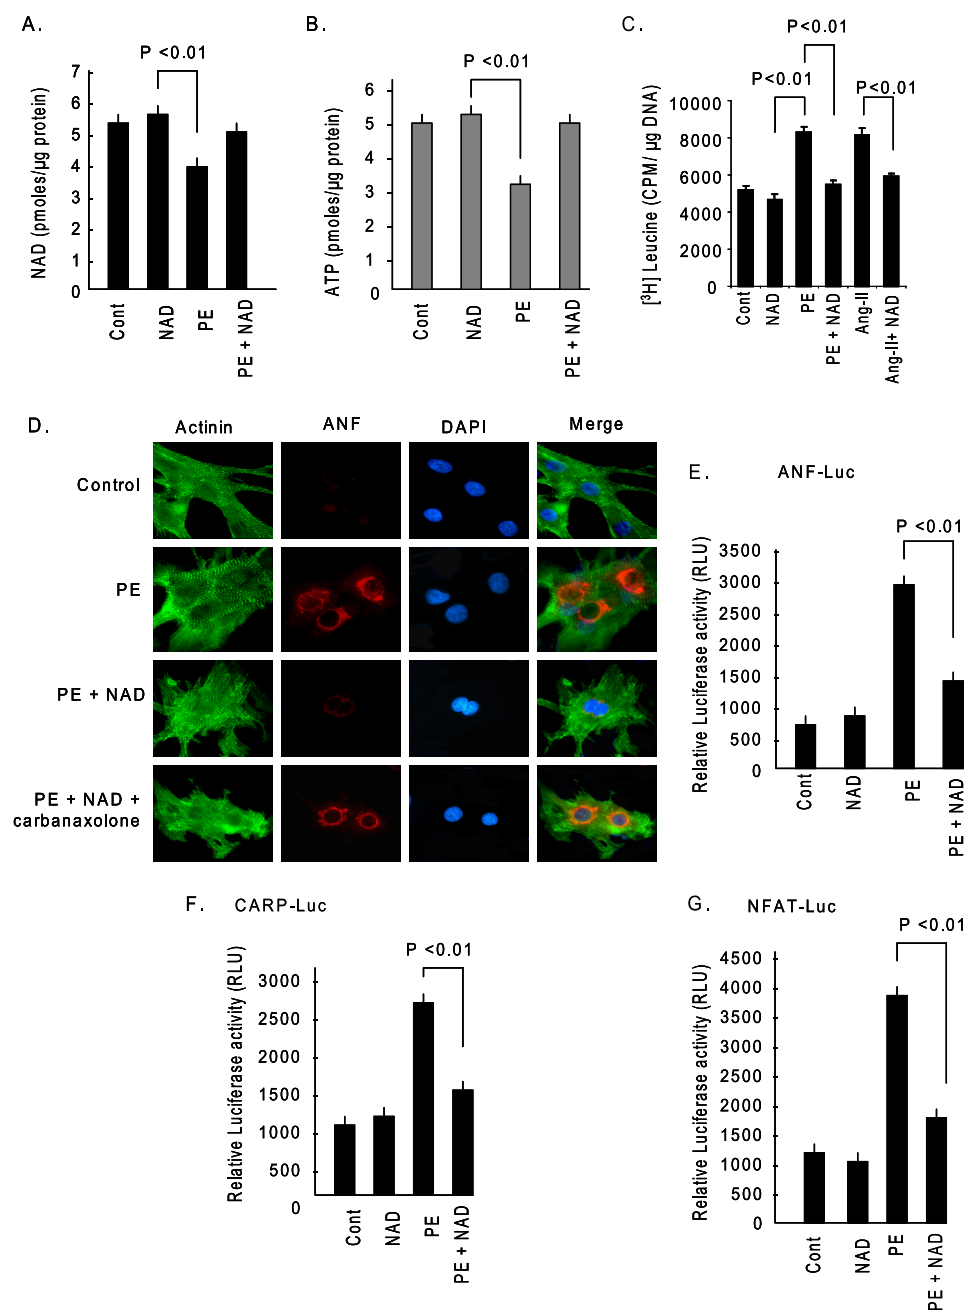 A.
P <0.01
NAD (pmoles/µg protein)
7
6
5
4
3
2
1
0
Cont
NAD
PE
PE + NAD
B.
P <0.01
ATP (pmoles/µg protein)
6
5
4
3
2
1
0
Cont
NAD
PE
PE + NAD
C.
P <0.01
P <0.01
P <0.01
[³H] Leucine (CPM/ µg DNA)
10000
8000
6000
4000
2000
0
Cont
NAD
PE
PE + NAD
Ang-II
Ang-II+ NAD
D.
Actinin
ANF
DAPI
Merge
Control
PE
PE + NAD
PE + NAD +
carbanaxolone
E.
ANF-Luc
P <0.01
Relative Luciferase activity (RLU)
3500
3000
2500
2000
1500
1000
500
0
Cont
NAD
PE
PE + NAD
F.
CARP-Luc
P <0.01
Relative Luciferase activity (RLU)
3000
2500
2000
1500
1000
500
0
Cont
NAD
PE
PE + NAD
G.
NFAT-Luc
P <0.01
Relative Luciferase activity (RLU)
4500
4000
3500
3000
2500
2000
1500
1000
500
0
Cont
NAD
PE
PE + NAD